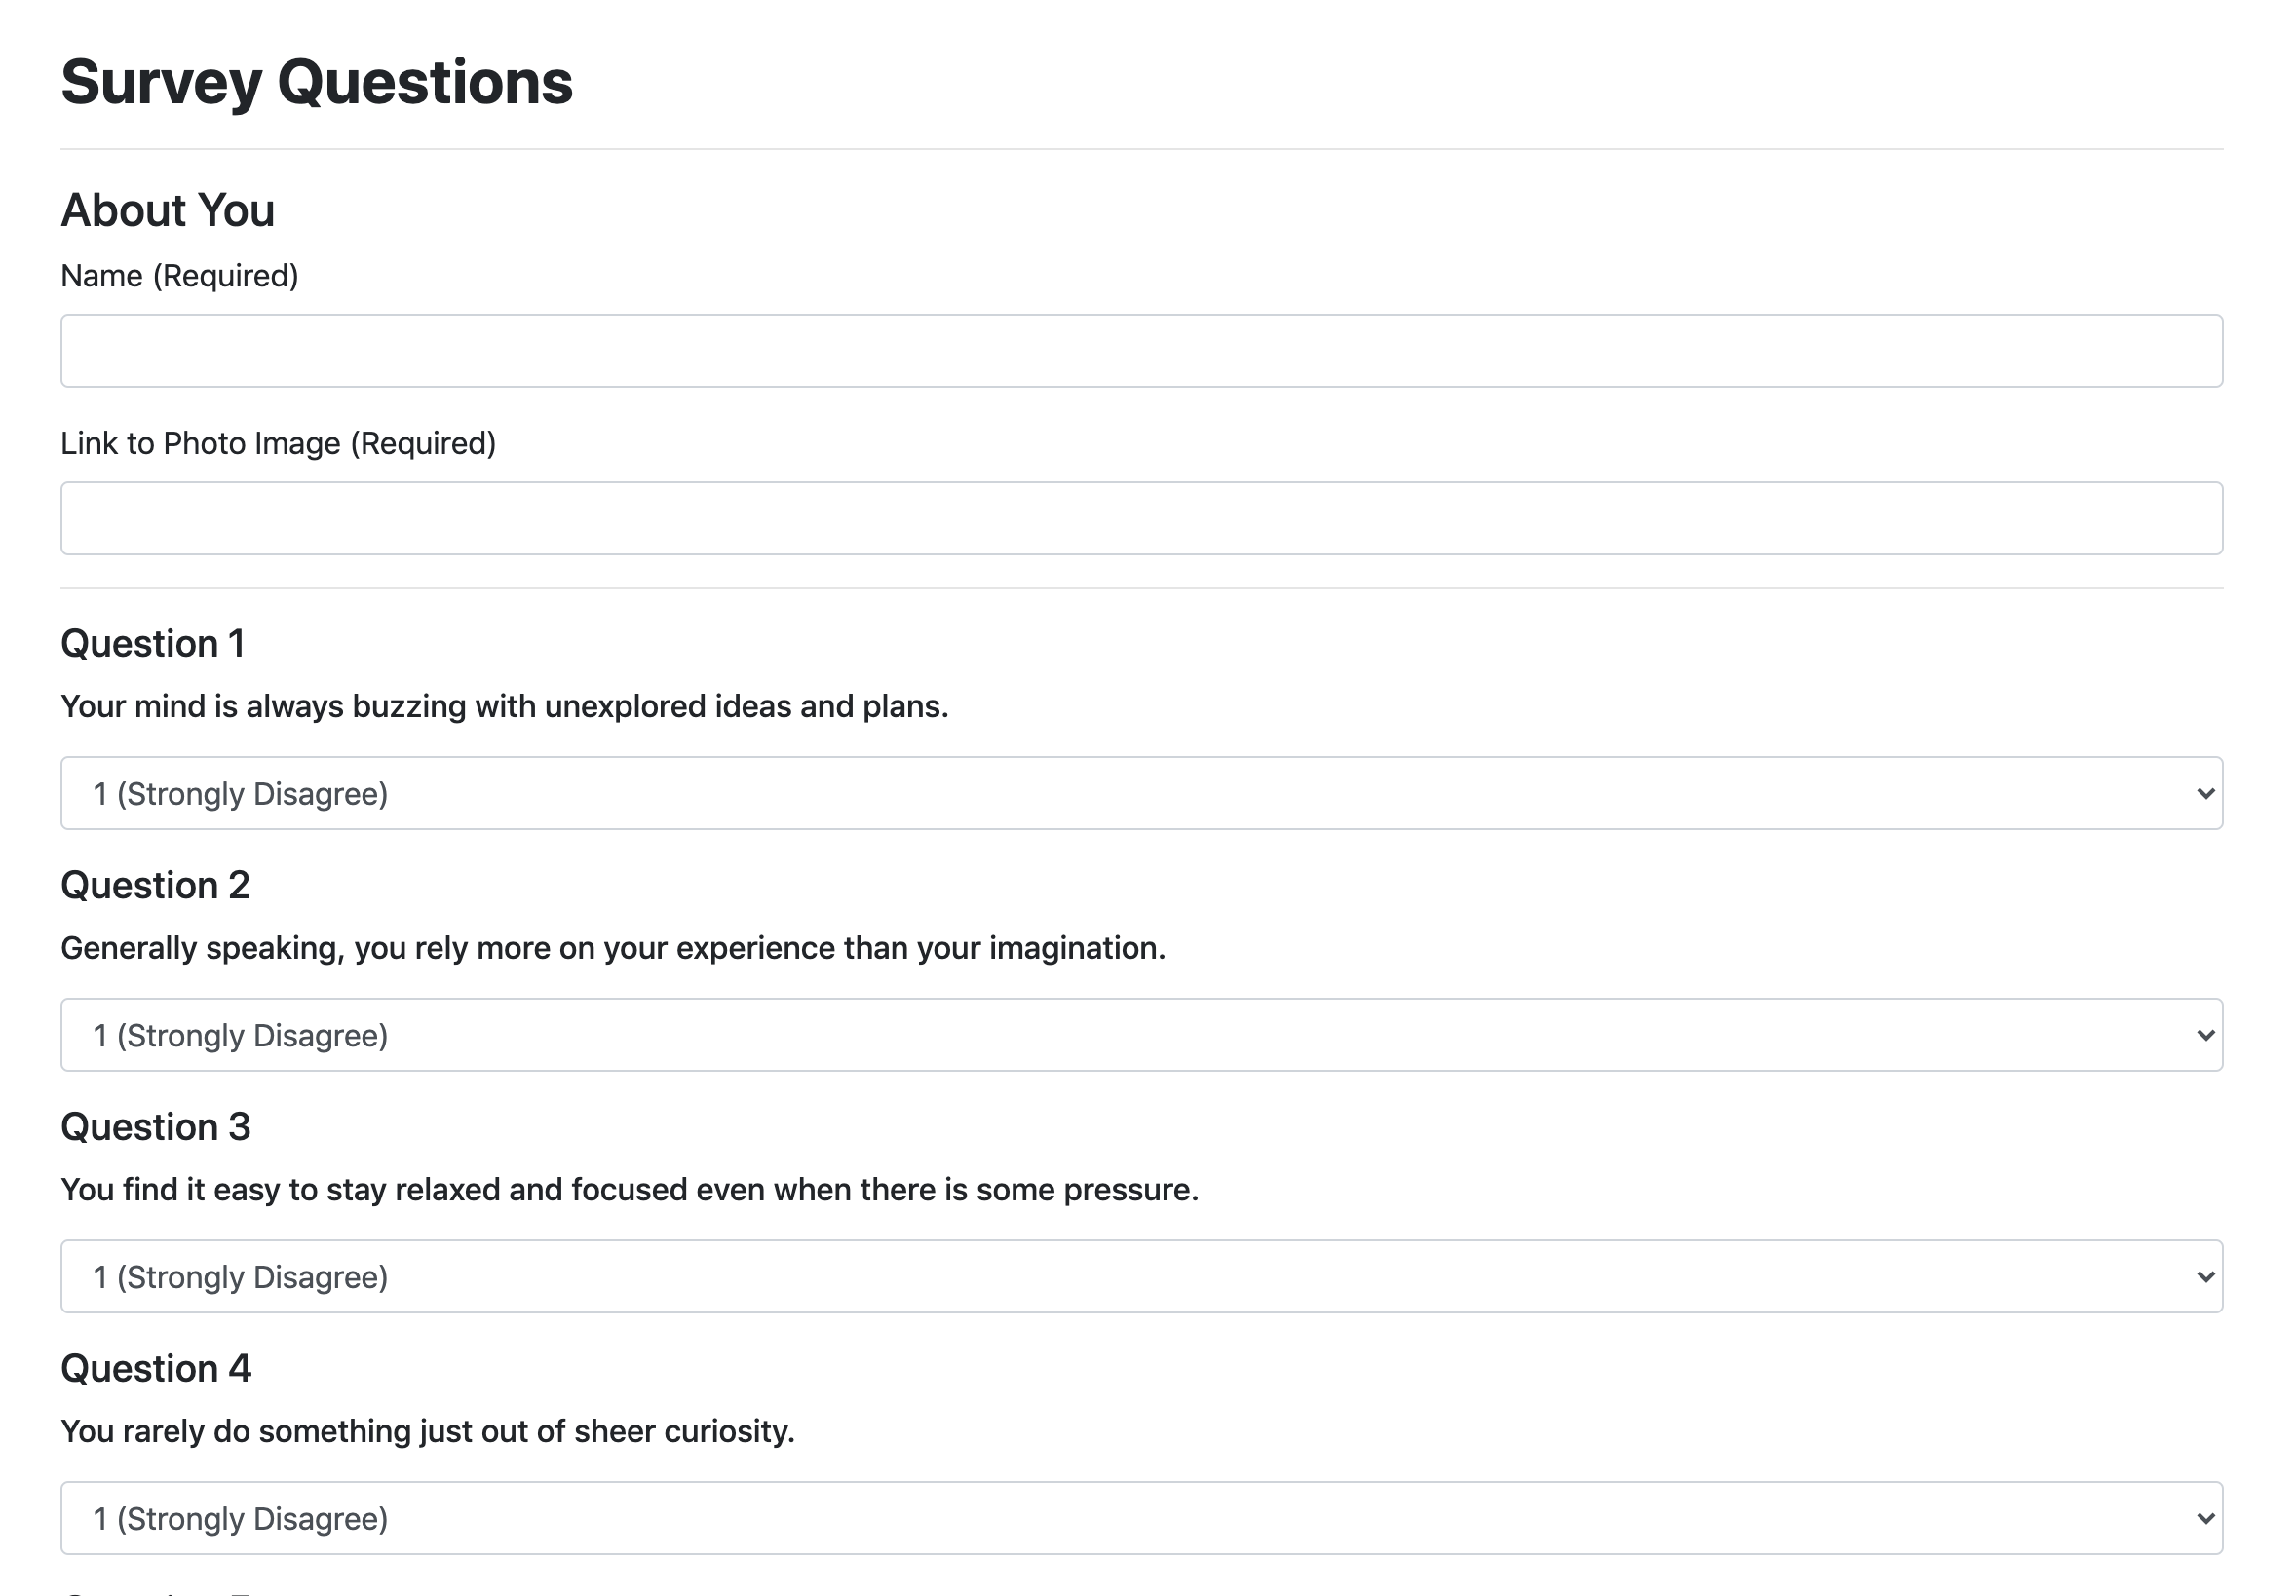 Survey Questions
About You
Name (Required)
Link to Photo Image (Required)
Question 1
Your mind is always buzzing with unexplored ideas and plans.
1 (Strongly Disagree)
Question 2
Generally speaking, you rely more on your experience than your imagination.
1 (Strongly Disagree)
Question 3
You find it easy to stay relaxed and focused even when there is some pressure.
1 (Strongly Disagree)
Question 4
You rarely do something just out of sheer curiosity.
1 (Strongly Disagree)